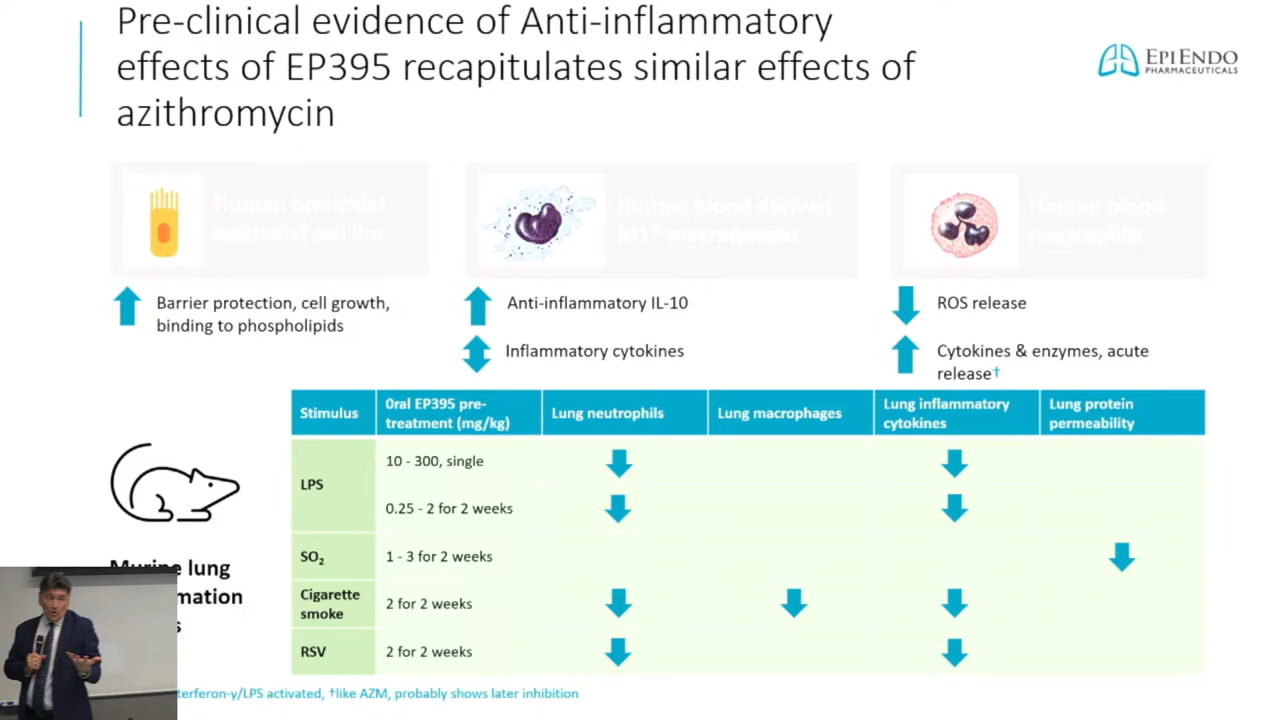 Pre-clinical evidence of Anti-inflammatory
effects of EP395 recapitulates similar effects of
azithromycin
EPIENDO
PHARMACEUTICALS
Human bronchial
epithelial cell line
Human blood derived
M1* macrophages
Human blood
neutrophils
Barrier protection, cell growth,
binding to phospholipids
Anti-inflammatory IL-10
Inflammatory cytokines
ROS release
Cytokines & enzymes, acute
release†
Stimulus
Oral EP395 pre-
treatment (mg/kg)
Lung neutrophils
Lung macrophages
Lung inflammatory
cytokines
Lung protein
permeability
LPS
10 - 300, single
0.25 - 2 for 2 weeks
SO₂
1 - 3 for 2 weeks
Cigarette
smoke
2 for 2 weeks
RSV
2 for 2 weeks
lung
terferon-γ/LPS activated, †like AZM, probably shows later inhibition